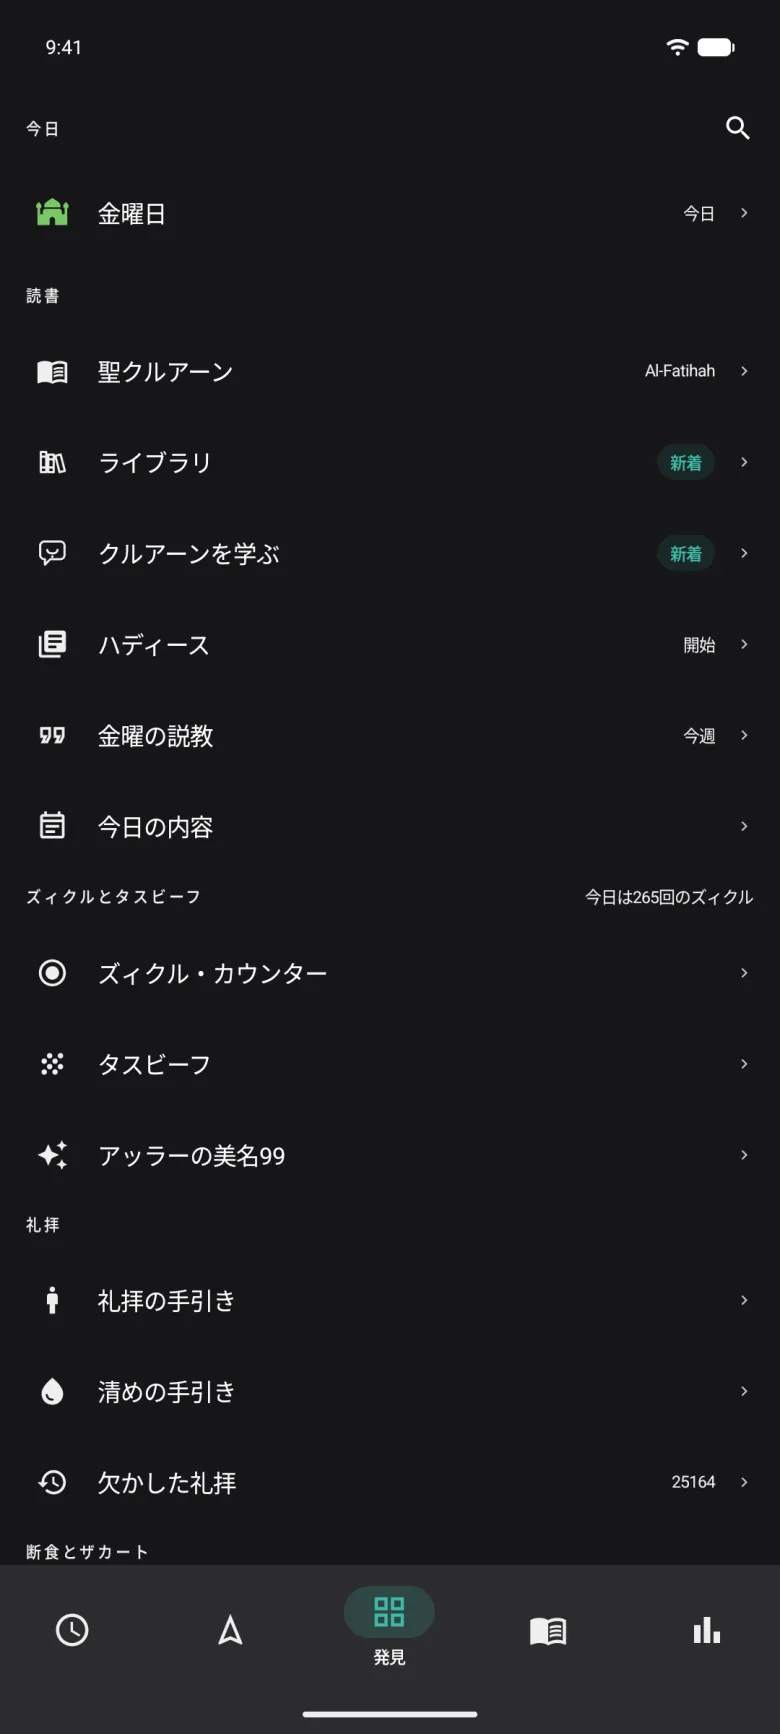 9:41
今日
金曜日 今日
読書
聖クルアーン Al-Fatihah
ライブラリ 新着
クルアーンを学ぶ 新着
ハディース 開始
金曜の説教 今週
今日の内容
ズィクルとタスビーフ 今日は265回のズィクル
ズィクル・カウンター
タスビーフ
アッラーの美名99
礼拝
礼拝の手引き
清めの手引き
欠かした礼拝 25164
断食とザカート
発見